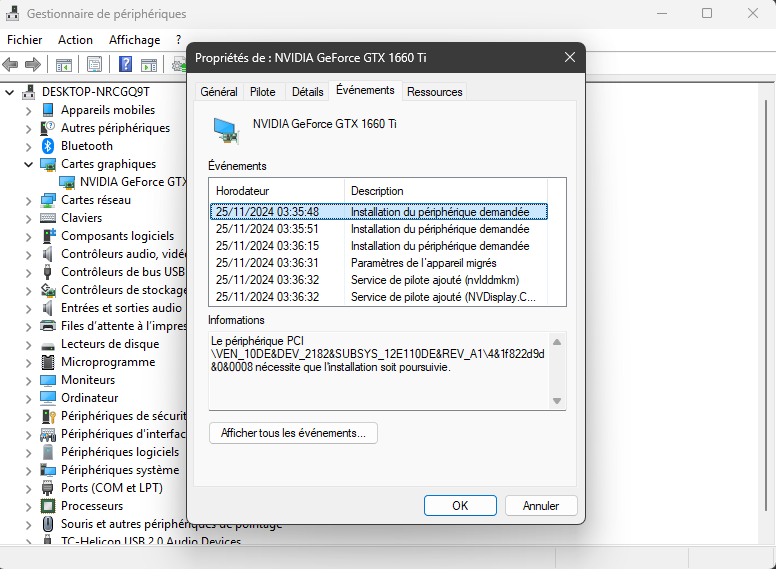 Gestionnaire de périphériques
Fichier Action Affichage ?
DESKTOP-NRCGQ9T
Appareils mobiles
Autres périphériques
Bluetooth
Cartes graphiques
NVIDIA GeForce GTX
Cartes réseau
Claviers
Composants logiciels
Contrôleurs audio, vidéo
Contrôleurs de bus USB
Contrôleurs de stockage
Entrées et sorties audio
Files d'attente à l'impres
Lecteurs de disque
Microprogramme
Moniteurs
Ordinateur
Périphériques de sécurit
Périphériques d'interfac
Périphériques logiciels
Périphériques système
Ports (COM et LPT)
Processeurs
Souris et autres périphériques de pointage
TC-Helicon USB 2.0 Audio Devices
Propriétés de : NVIDIA GeForce GTX 1660 Ti
Général Pilote Détails Événements Ressources
NVIDIA GeForce GTX 1660 Ti
Événements
Horodateur Description
25/11/2024 03:35:48 Installation du périphérique demandée
25/11/2024 03:35:51 Installation du périphérique demandée
25/11/2024 03:36:15 Installation du périphérique demandée
25/11/2024 03:36:31 Paramètres de l'appareil migrés
25/11/2024 03:36:32 Service de pilote ajouté (nvlddmkm)
25/11/2024 03:36:32 Service de pilote ajouté (NVDisplay.C...
Informations
Le périphérique PCI
\VEN_10DE&DEV_2182&SUBSYS_12E110DE&REV_A1\4&1f822d9d
&0&0008 nécessite que l'installation soit poursuivie.
Afficher tous les événements...
OK Annuler